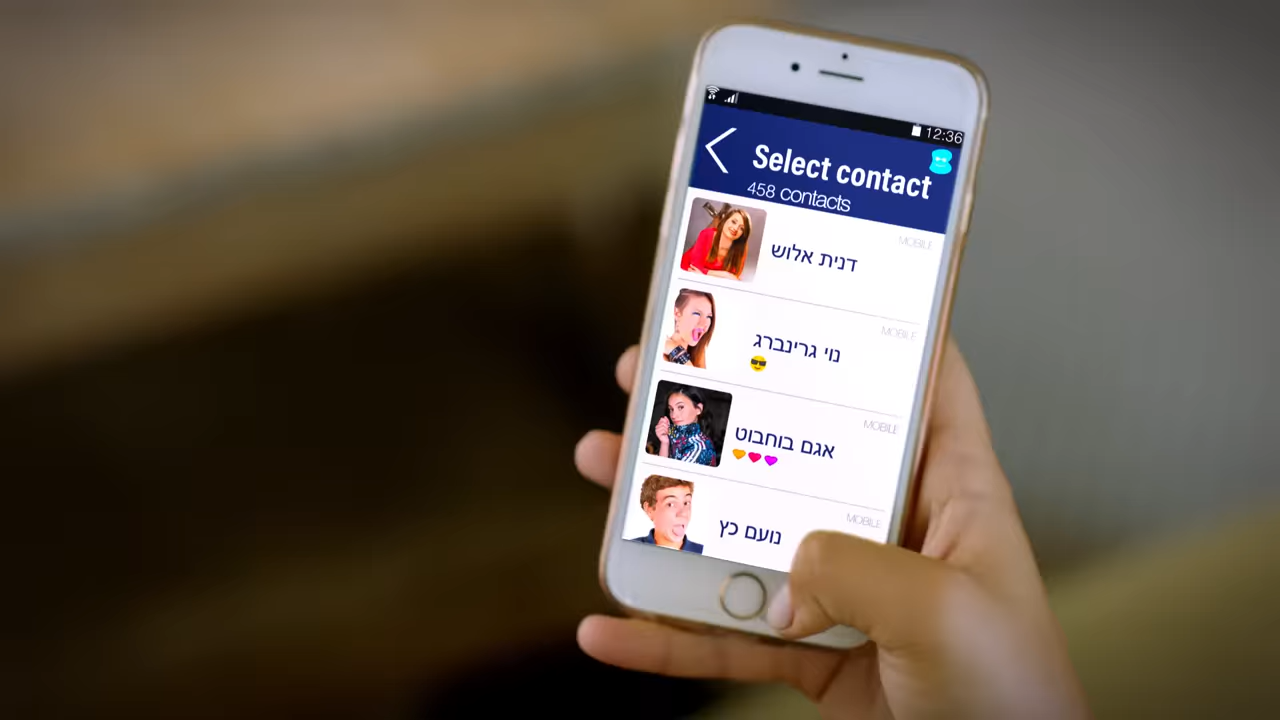 12:36
Select contact
458 contacts
MOBILE
דנית אלוש
MOBILE
נוי גרינברג
😎
MOBILE
אגם בוחבוט
🧡❤️💜
MOBILE
נועם כץ